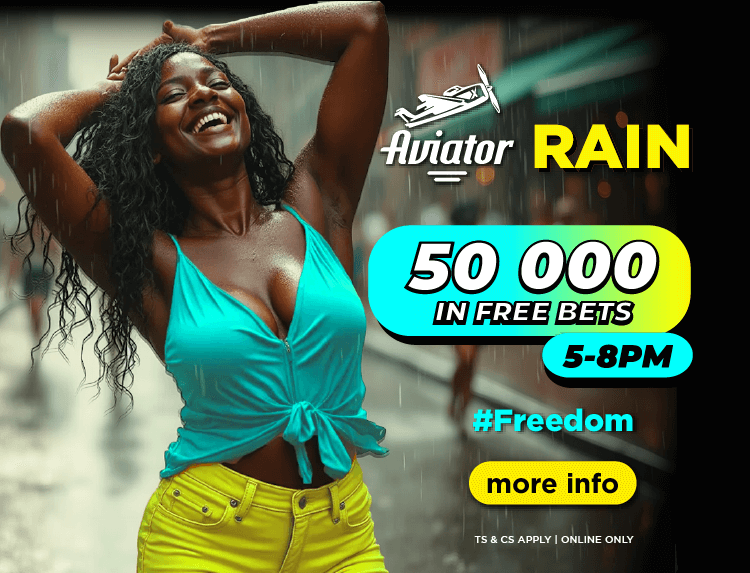 Aviator RAIN
50 000
IN FREE BETS
5-8PM
#Freedom
more info
TS & CS APPLY | ONLINE ONLY